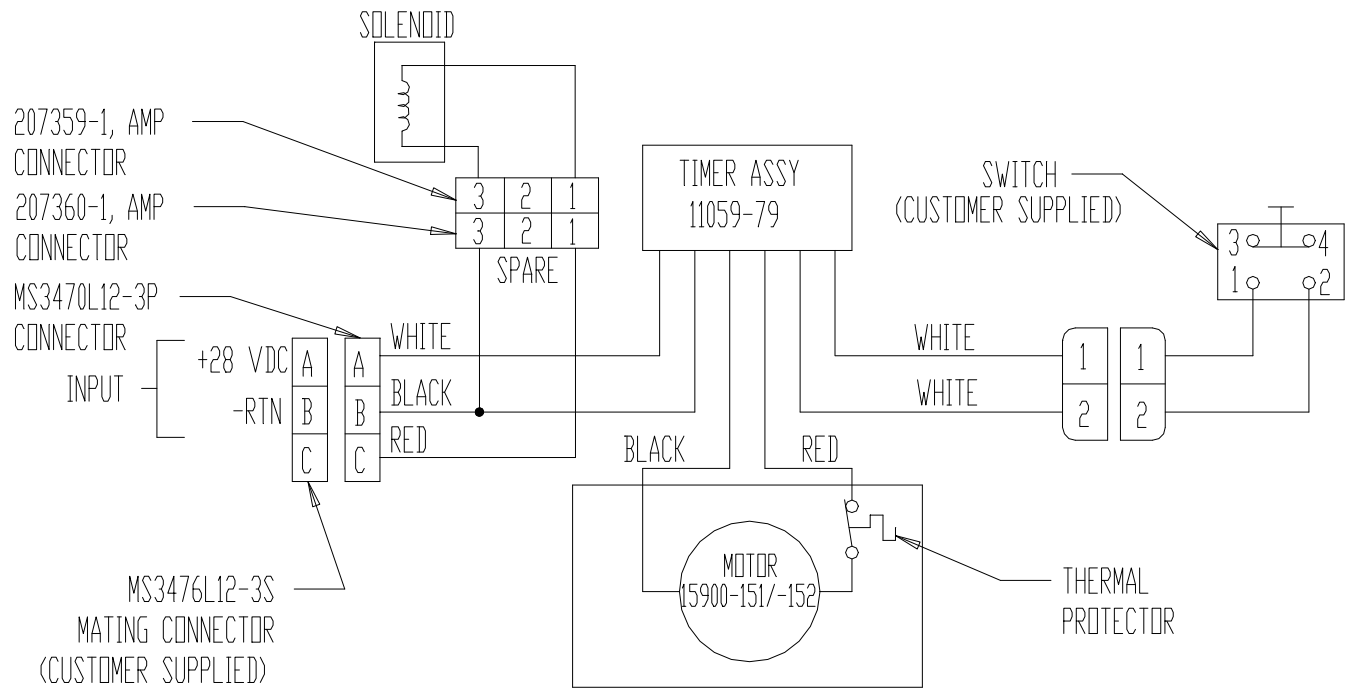 SOLENOID
207359-1, AMP
CONNECTOR
207360-1, AMP
CONNECTOR
MS3470L12-3P
CONNECTOR
3 2 1
3 2 1
SPARE
TIMER ASSY
11059-79
SWITCH
(CUSTOMER SUPPLIED)
3 4
1 2
INPUT
+28 VDC
-RTN
A
B
C
A
B
C
WHITE
BLACK
RED
WHITE
WHITE
1
2
1
2
BLACK
RED
MOTOR
15900-151/-152
THERMAL
PROTECTOR
MS3476L12-3S
MATING CONNECTOR
(CUSTOMER SUPPLIED)